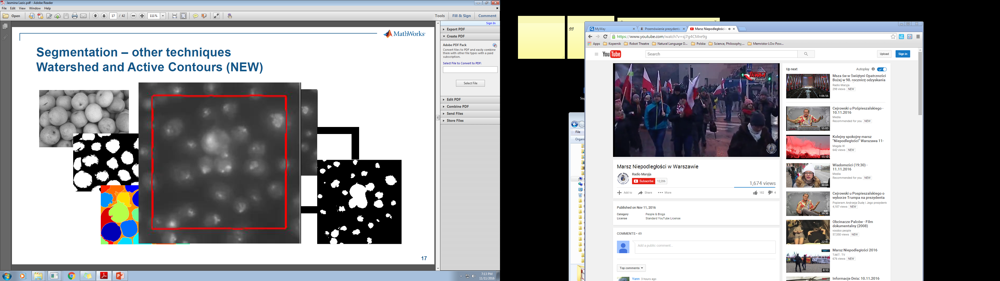 Jasmina Lazic.pdf - Adobe Reader
File Edit View Window Help
Open 17 / 42 111% Tools Fill & Sign Comment
Sign In
Export PDF
Create PDF
Adobe PDF Pack
Convert files to PDF and easily combine
them with other file types with a paid
subscription.
Select File to Convert to PDF:
Select File
Edit PDF
Combine PDF
Send Files
Store Files
MathWorks
Segmentation – other techniques
Watershed and Active Contours (NEW)
17
7:13 PM
11/11/2016
gg
File
Organi
MyWay
Przemówienie prezydenta
Marsz Niepodległości w
https://www.youtube.com/watch?v=sj7g4CMre9g
Apps Kopernik Robot Theatre Natural Language O... Polska Science, Philosophy,... Memristor LOw Pow...
YouTube
Search
Upload
Sign in
TRWAM
na żywo
Marsz Niepodległości w Warszawie
Radio Maryja
Subscribe 12,206
1,674 views
Add to Share More 182 4
Published on Nov 11, 2016
Category People & Blogs
License Standard YouTube License
COMMENTS • 49
Add a public comment...
Top comments
Yann 3 hours ago
Up next Autoplay
Msza św w Świątyni Opatrzności
Bożej w 98. rocznicę odzyskania
Radio Maryja
298 views NEW
1:06:56
Cejrowski u Pośpieszalskiego -
10.11.2016
Media
Recommended for you NEW
55:03
Kolejny spokojny marsz
"Niepodległości" Warszawa 11-
Magda W
642 views NEW
15:12
Wiadomości (19:30) -
11.11.2016
Media
Recommended for you NEW
30:04
Cejrowski u Pospieszalskiego o
wyborze Trumpa na prezydenta
Popieram Andrzeja Dudę i Jego prezydent
4,187 views NEW
39:38
Obcinacze Palców - Film
dokumentalny (2008)
voodoo people
57,550 views NEW
22:41
Marsz Niepodległości 2016
TAKT. TV
676 views NEW
8:13
Informacje Dnia: 10.11.2016